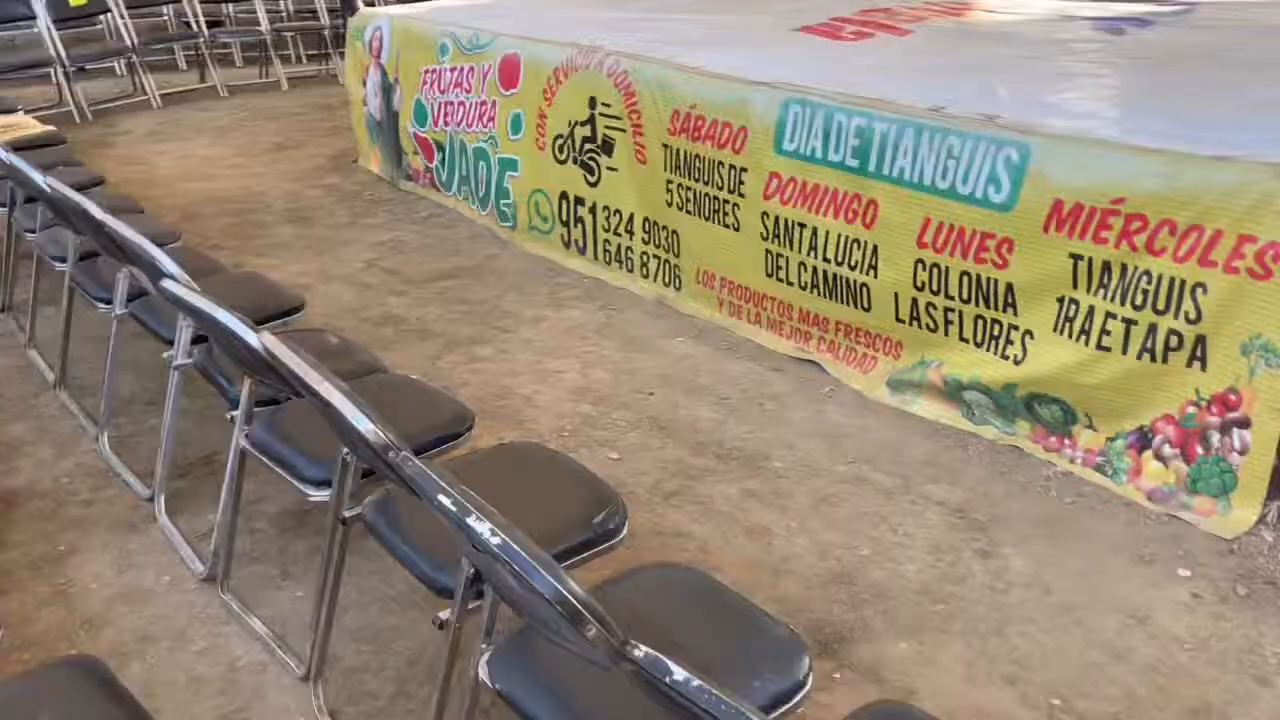 FRUTAS Y
VERDURA
JADE
CON SERVICIO A DOMICILIO
951 324 9030
646 8706
SÁBADO
TIANGUIS DE
5 SEÑORES
DIA DE TIANGUIS
DOMINGO
SANTA LUCIA
DEL CAMINO
LUNES
COLONIA
LAS FLORES
MIÉRCOLES
TIANGUIS
1RA ETAPA
LOS PRODUCTOS MAS FRESCOS
Y DE LA MEJOR CALIDAD